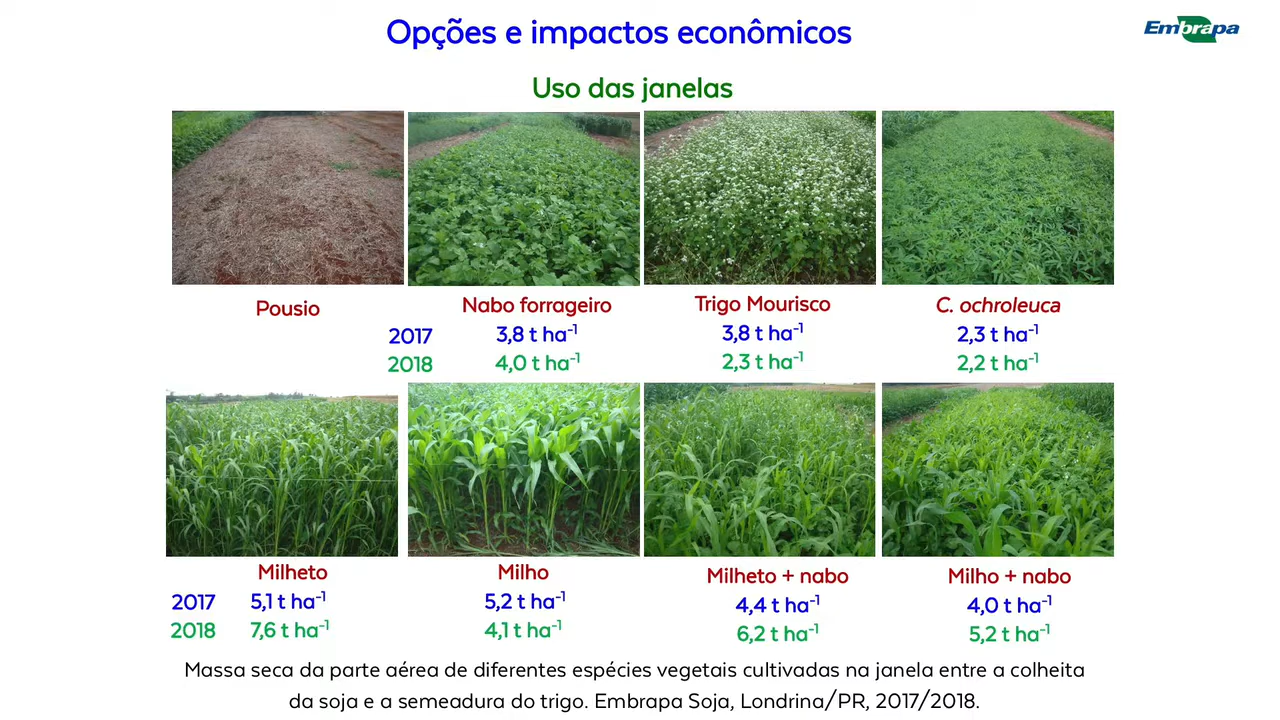 Opções e impactos econômicos
Embrapa
Uso das janelas
Pousio
Nabo forrageiro
Trigo Mourisco
C. ochroleuca
2017 3,8 t ha⁻¹ 3,8 t ha⁻¹ 2,3 t ha⁻¹
2018 4,0 t ha⁻¹ 2,3 t ha⁻¹ 2,2 t ha⁻¹
Milheto
Milho
Milheto + nabo
Milho + nabo
2017 5,1 t ha⁻¹ 5,2 t ha⁻¹ 4,4 t ha⁻¹ 4,0 t ha⁻¹
2018 7,6 t ha⁻¹ 4,1 t ha⁻¹ 6,2 t ha⁻¹ 5,2 t ha⁻¹
Massa seca da parte aérea de diferentes espécies vegetais cultivadas na janela entre a colheita
da soja e a semeadura do trigo. Embrapa Soja, Londrina/PR, 2017/2018.